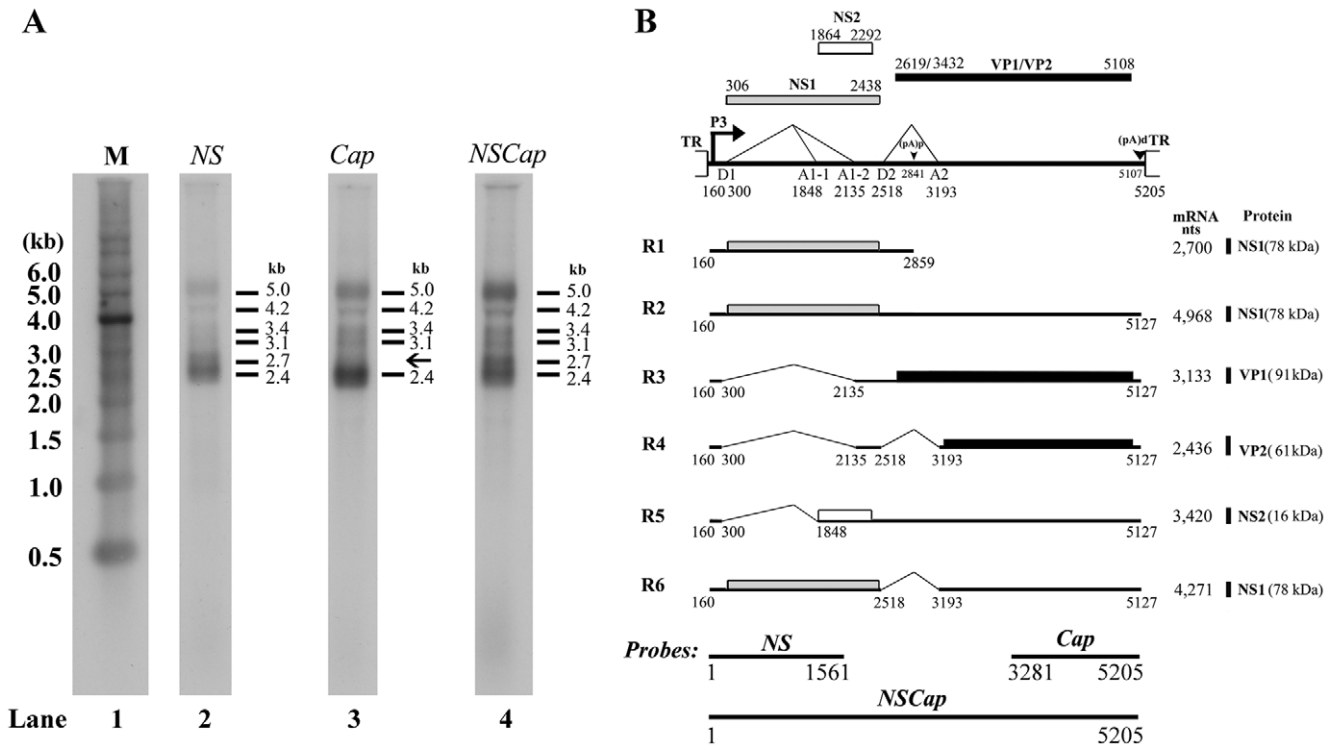 A
M NS Cap NSCap
(kb)
6.0
5.0
4.0
3.0
2.5
2.0
1.5
1.0
0.5
kb
5.0
4.2
3.4
3.1
2.7
2.4
kb
5.0
4.2
3.4
3.1
2.7
2.4
kb
5.0
4.2
3.4
3.1
2.7
2.4
Lane 1 2 3 4
B
NS2
1864 2292
2619/ 3432 VP1/VP2 5108
306 NS1 2438
P3
TR (pA)p (pA)d TR
D1 A1-1 A1-2 D2 2841 A2 5107
160 300 1848 2135 2518 3193 5205
mRNA Protein
nts
R1 2,700 NS1(78 kDa)
160 2859
R2 4,968 NS1(78 kDa)
160 5127
R3 3,133 VP1(91kDa)
160 300 2135 5127
R4 2,436 VP2(61kDa)
160 300 2135 2518 3193 5127
R5 3,420 NS2(16 kDa)
160 300 1848 5127
R6 4,271 NS1(78 kDa)
160 2518 3193 5127
Probes: NS Cap
1 1561 3281 5205
NSCap
1 5205